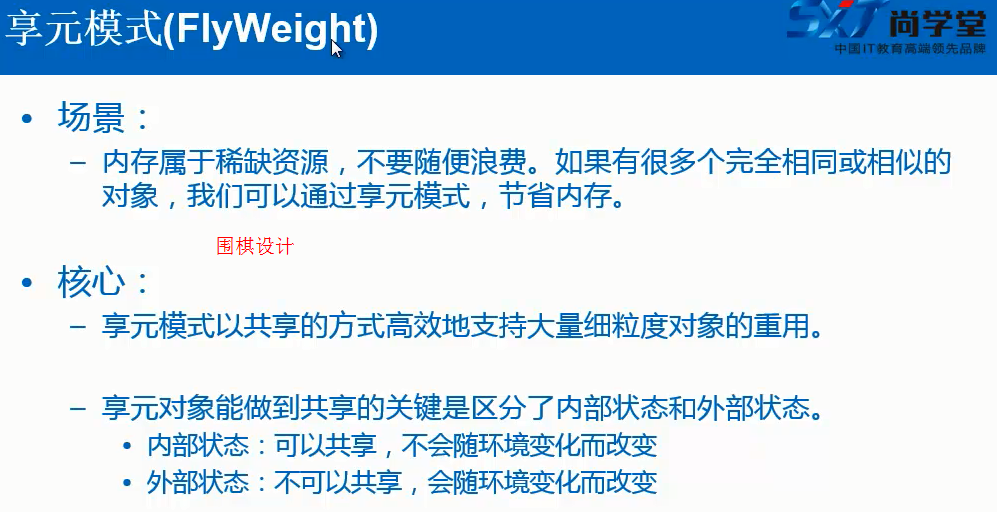 享元模式(FlyWeight)
SXT 尚学堂
中国IT教育高端领先品牌
• 场景：
– 内存属于稀缺资源，不要随便浪费。如果有很多个完全相同或相似的
对象，我们可以通过享元模式，节省内存。
围棋设计
• 核心：
– 享元模式以共享的方式高效地支持大量细粒度对象的重用。
– 享元对象能做到共享的关键是区分了内部状态和外部状态。
• 内部状态：可以共享，不会随环境变化而改变
• 外部状态：不可以共享，会随环境变化而改变